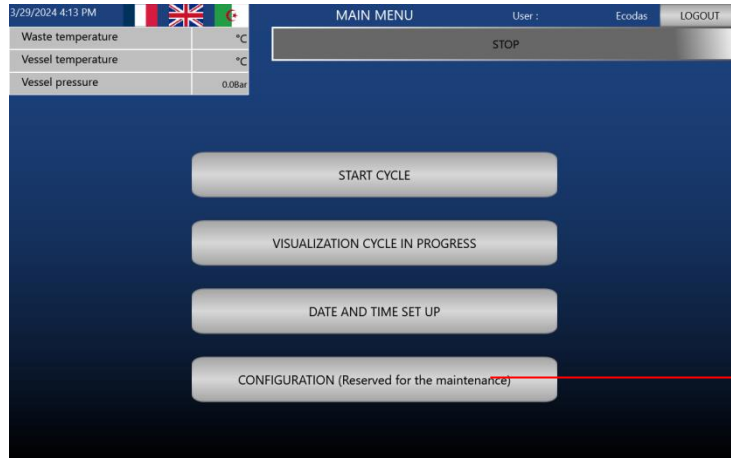 3/29/2024 4:13 PM
MAIN MENU
User :
Ecodas
LOGOUT
Waste temperature
°C
STOP
Vessel temperature
°C
Vessel pressure
0.0Bar
START CYCLE
VISUALIZATION CYCLE IN PROGRESS
DATE AND TIME SET UP
CONFIGURATION (Reserved for the maintenance)